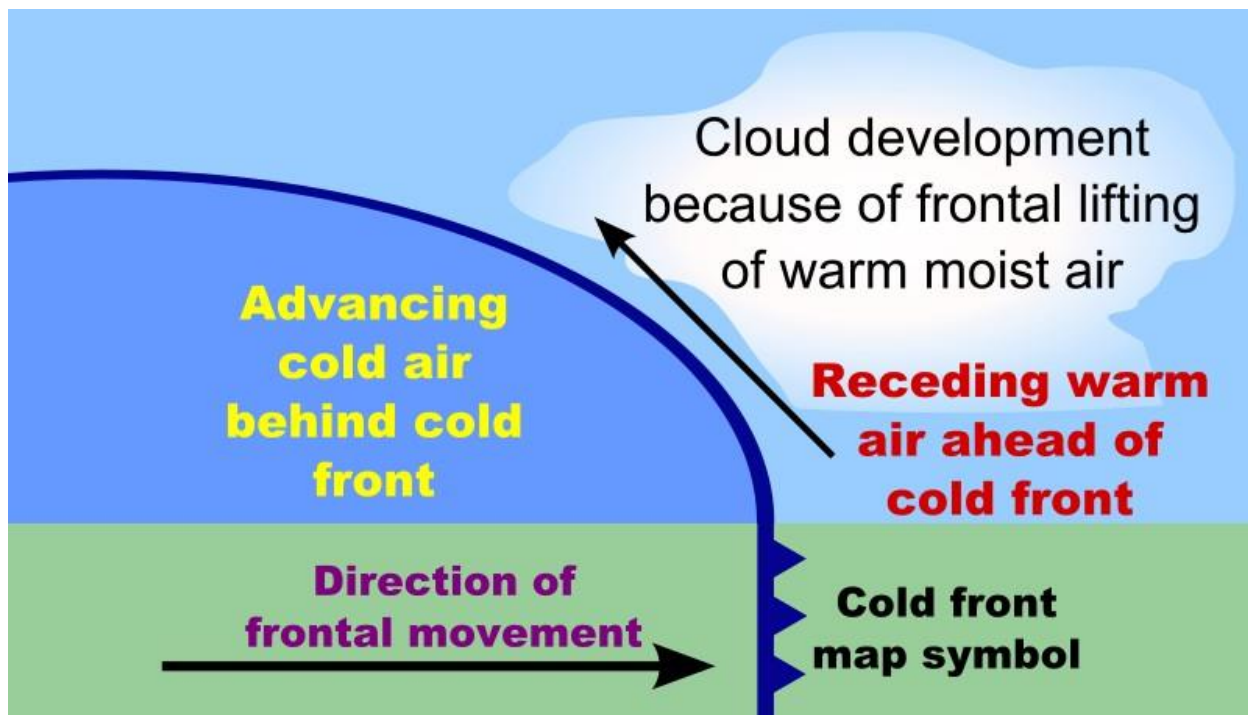 Cloud development
because of frontal lifting
of warm moist air
Advancing
cold air
behind cold
front
Receding warm
air ahead of
cold front
Direction of
frontal movement
Cold front
map symbol